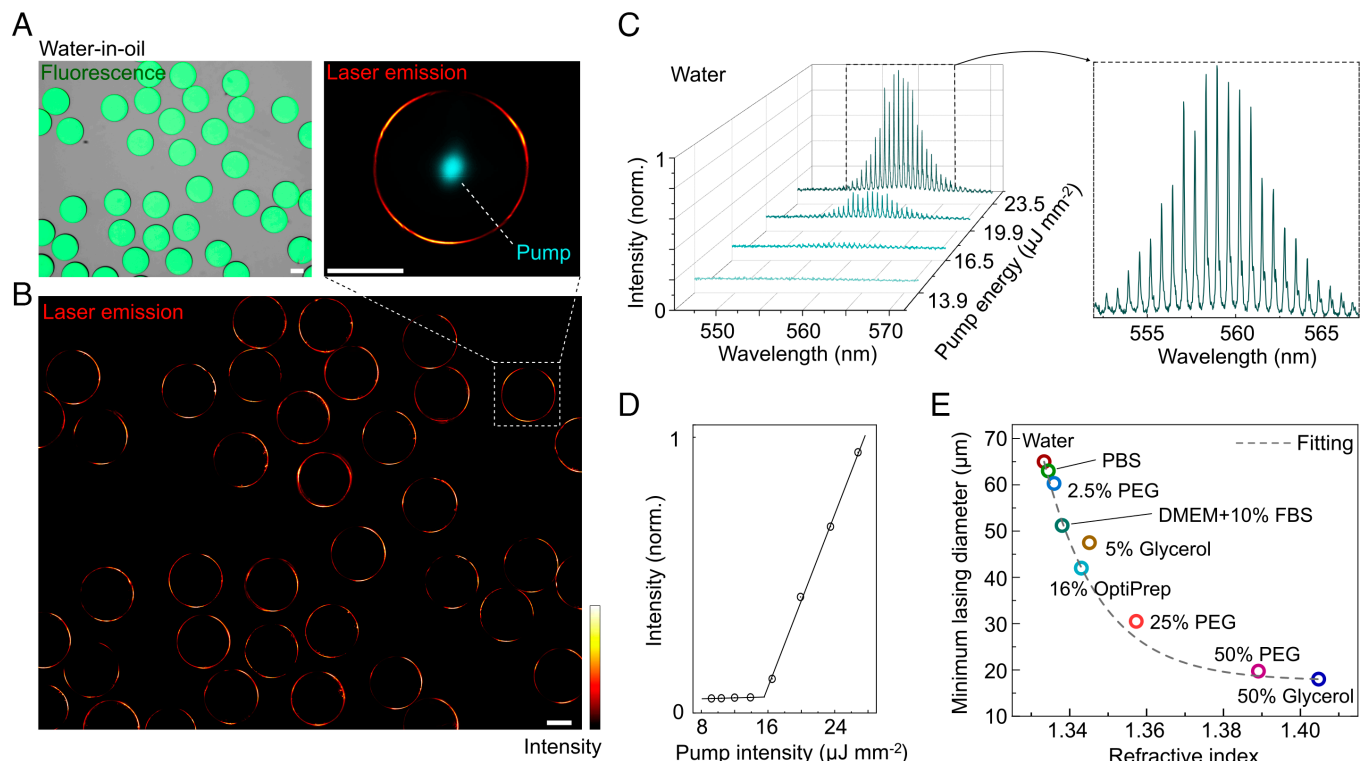 A
Water-in-oil
Fluorescence
Laser emission
Pump
B
Laser emission
Intensity
C
Water
Intensity (norm.)
1
0
550
560
570
Wavelength (nm)
13.9
16.5
19.9
23.5
Pump energy (µJ mm-2)
555
560
565
Wavelength (nm)
D
Intensity (norm.)
1
0
8
16
24
Pump intensity (µJ mm-2)
E
Minimum lasing diameter (µm)
70
60
50
40
30
20
10
Water
PBS
2.5% PEG
DMEM+10% FBS
5% Glycerol
16% OptiPrep
25% PEG
50% PEG
50% Glycerol
Fitting
1.34
1.36
1.38
1.40
Refractive index